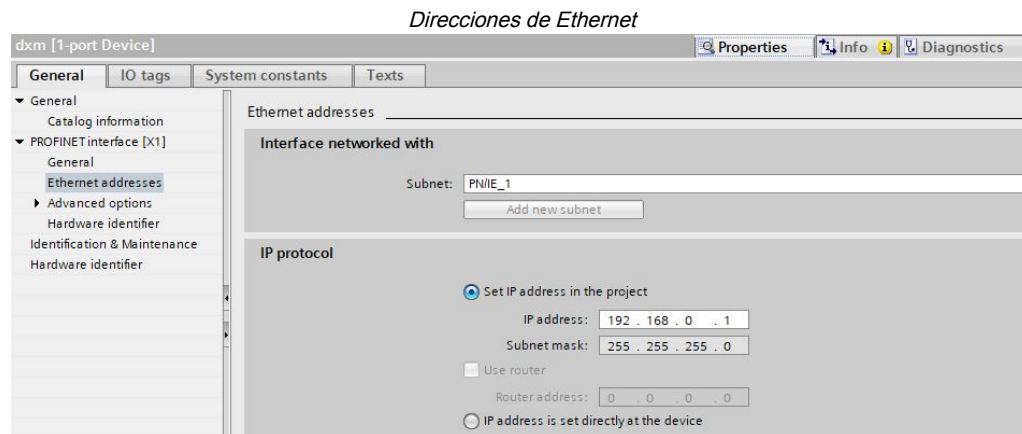 Direcciones de Ethernet
dxm [1-port Device]
Properties
Info
Diagnostics
General
IO tags
System constants
Texts
General
Catalog information
PROFINET interface [X1]
General
Ethernet addresses
Advanced options
Hardware identifier
Identification & Maintenance
Hardware identifier
Ethernet addresses
Interface networked with
Subnet: PN/IE_1
Add new subnet
IP protocol
Set IP address in the project
IP address: 192 . 168 . 0 . 1
Subnet mask: 255 . 255 . 255 . 0
Use router
Router address: 0 . 0 . 0 . 0
IP address is set directly at the device